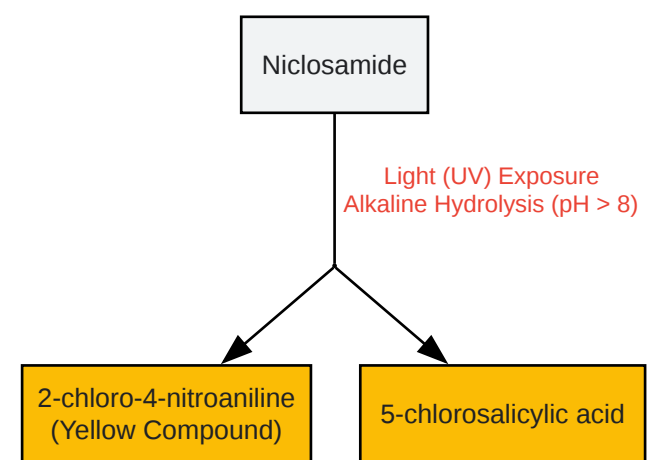 Niclosamide
Light (UV) Exposure
Alkaline Hydrolysis (pH > 8)
2-chloro-4-nitroaniline
(Yellow Compound)
5-chlorosalicylic acid